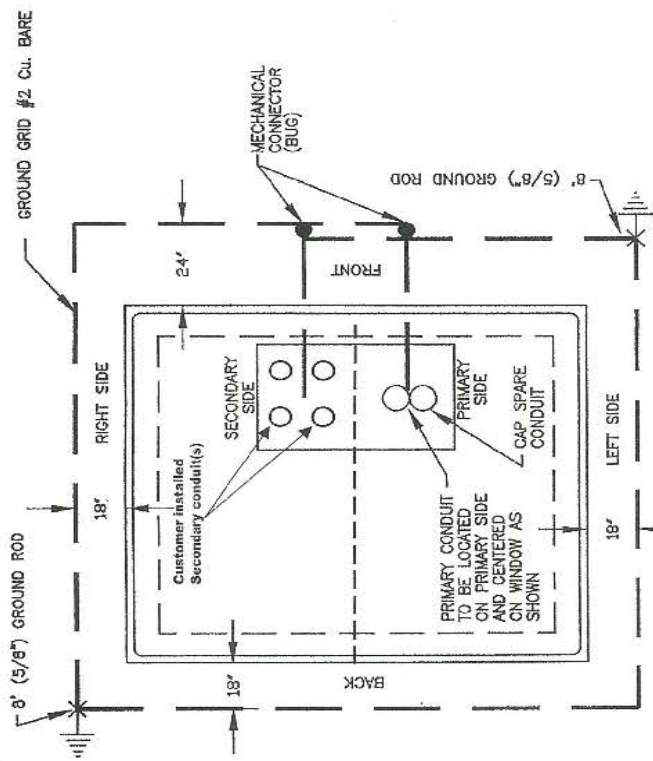 GROUND GRID #2 Cu. BARE
8' (5/8") GROUND ROD
MECHANICAL
CONNECTOR
(BUG)
8' (5/8") GROUND ROD
24"
FRONT
RIGHT SIDE
18"
SECONDARY
SIDE
Customer installed
Secondary conduit(s)
PRIMARY
SIDE
CAP SPARE
CONDUIT
PRIMARY CONDUIT
TO BE LOCATED
ON PRIMARY SIDE
AND CENTERED
ON WINDOW AS
SHOWN
LEFT SIDE
18"
18"
BACK